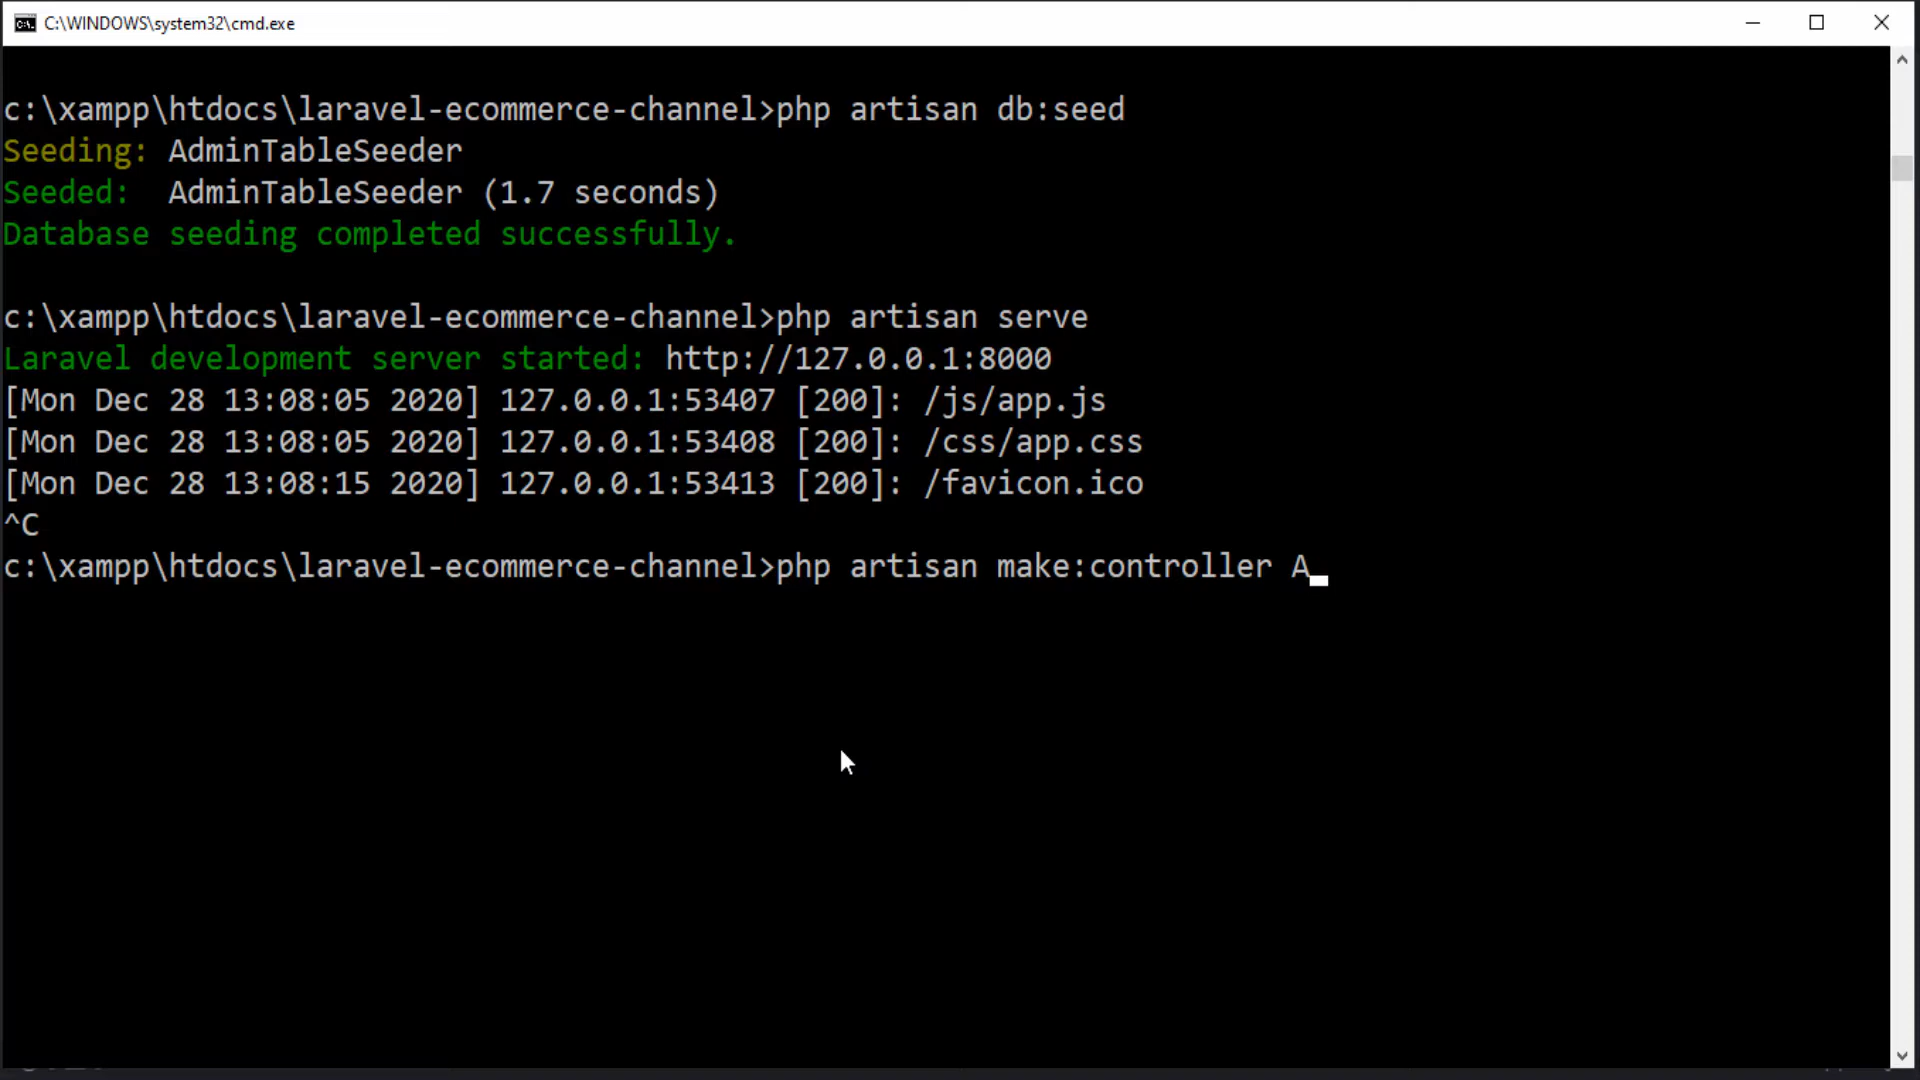 C:\WINDOWS\system32\cmd.exe
c:\xampp\htdocs\laravel-ecommerce-channel>php artisan db:seed
Seeding: AdminTableSeeder
Seeded:  AdminTableSeeder (1.7 seconds)
Database seeding completed successfully.
c:\xampp\htdocs\laravel-ecommerce-channel>php artisan serve
Laravel development server started: http://127.0.0.1:8000
[Mon Dec 28 13:08:05 2020] 127.0.0.1:53407 [200]: /js/app.js
[Mon Dec 28 13:08:05 2020] 127.0.0.1:53408 [200]: /css/app.css
[Mon Dec 28 13:08:15 2020] 127.0.0.1:53413 [200]: /favicon.ico
^C
c:\xampp\htdocs\laravel-ecommerce-channel>php artisan make:controller A